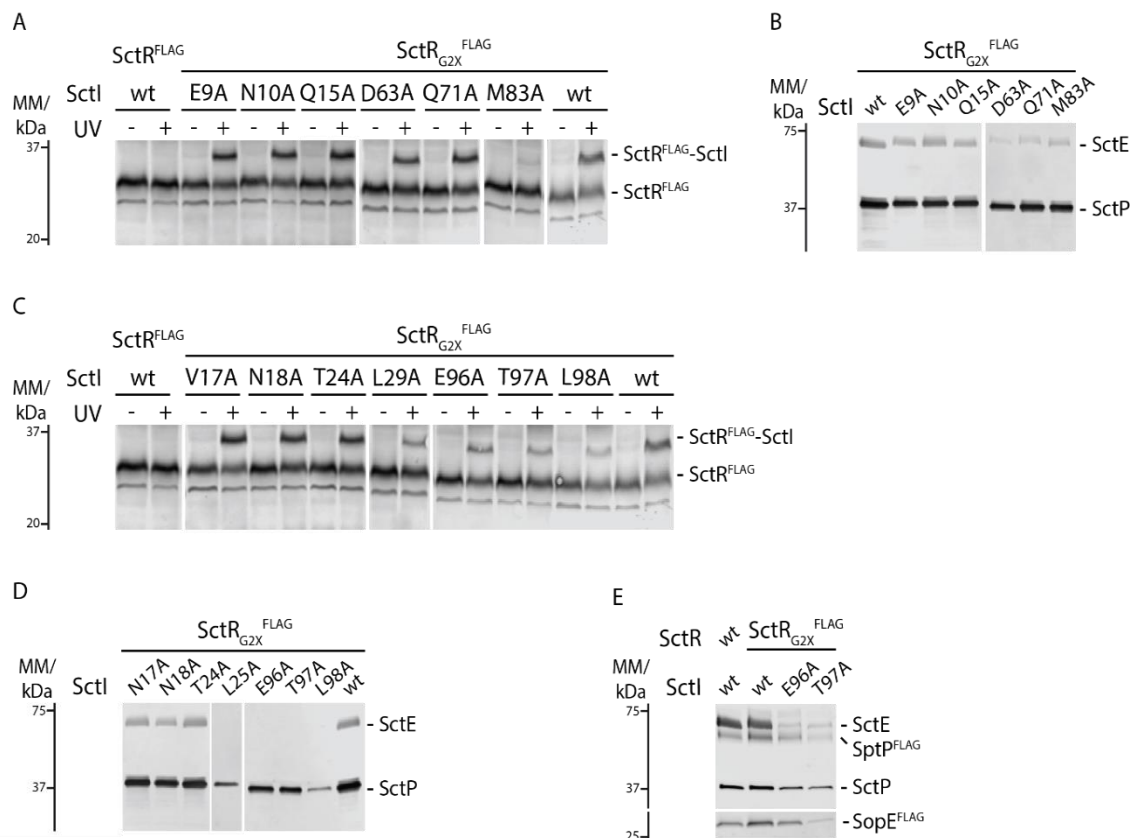 A
SctR^FLAG SctR_G2X^FLAG
SctI wt E9A N10A Q15A D63A Q71A M83A wt
MM/ kDa
UV - + - + - + - + - + - + - + - +
37
- SctR^FLAG-SctI
- SctR^FLAG
20
B
SctR_G2X^FLAG
MM/ kDa
SctI wt E9A N10A Q15A D63A Q71A M83A
75
- SctE
37
- SctP
C
SctR^FLAG SctR_G2X^FLAG
SctI wt V17A N18A T24A L29A E96A T97A L98A wt
MM/ kDa
UV - + - + - + - + - + - + - + - + - +
37
- SctR^FLAG-SctI
- SctR^FLAG
20
D
SctR_G2X^FLAG
MM/ kDa
SctI N17A N18A T24A L25A E96A T97A L98A wt
75
- SctE
37
- SctP
E
SctR wt SctR_G2X^FLAG
MM/ kDa
SctI wt wt E96A T97A
75
- SctE
SptP^FLAG
37
- SctP
- SopE^FLAG
25